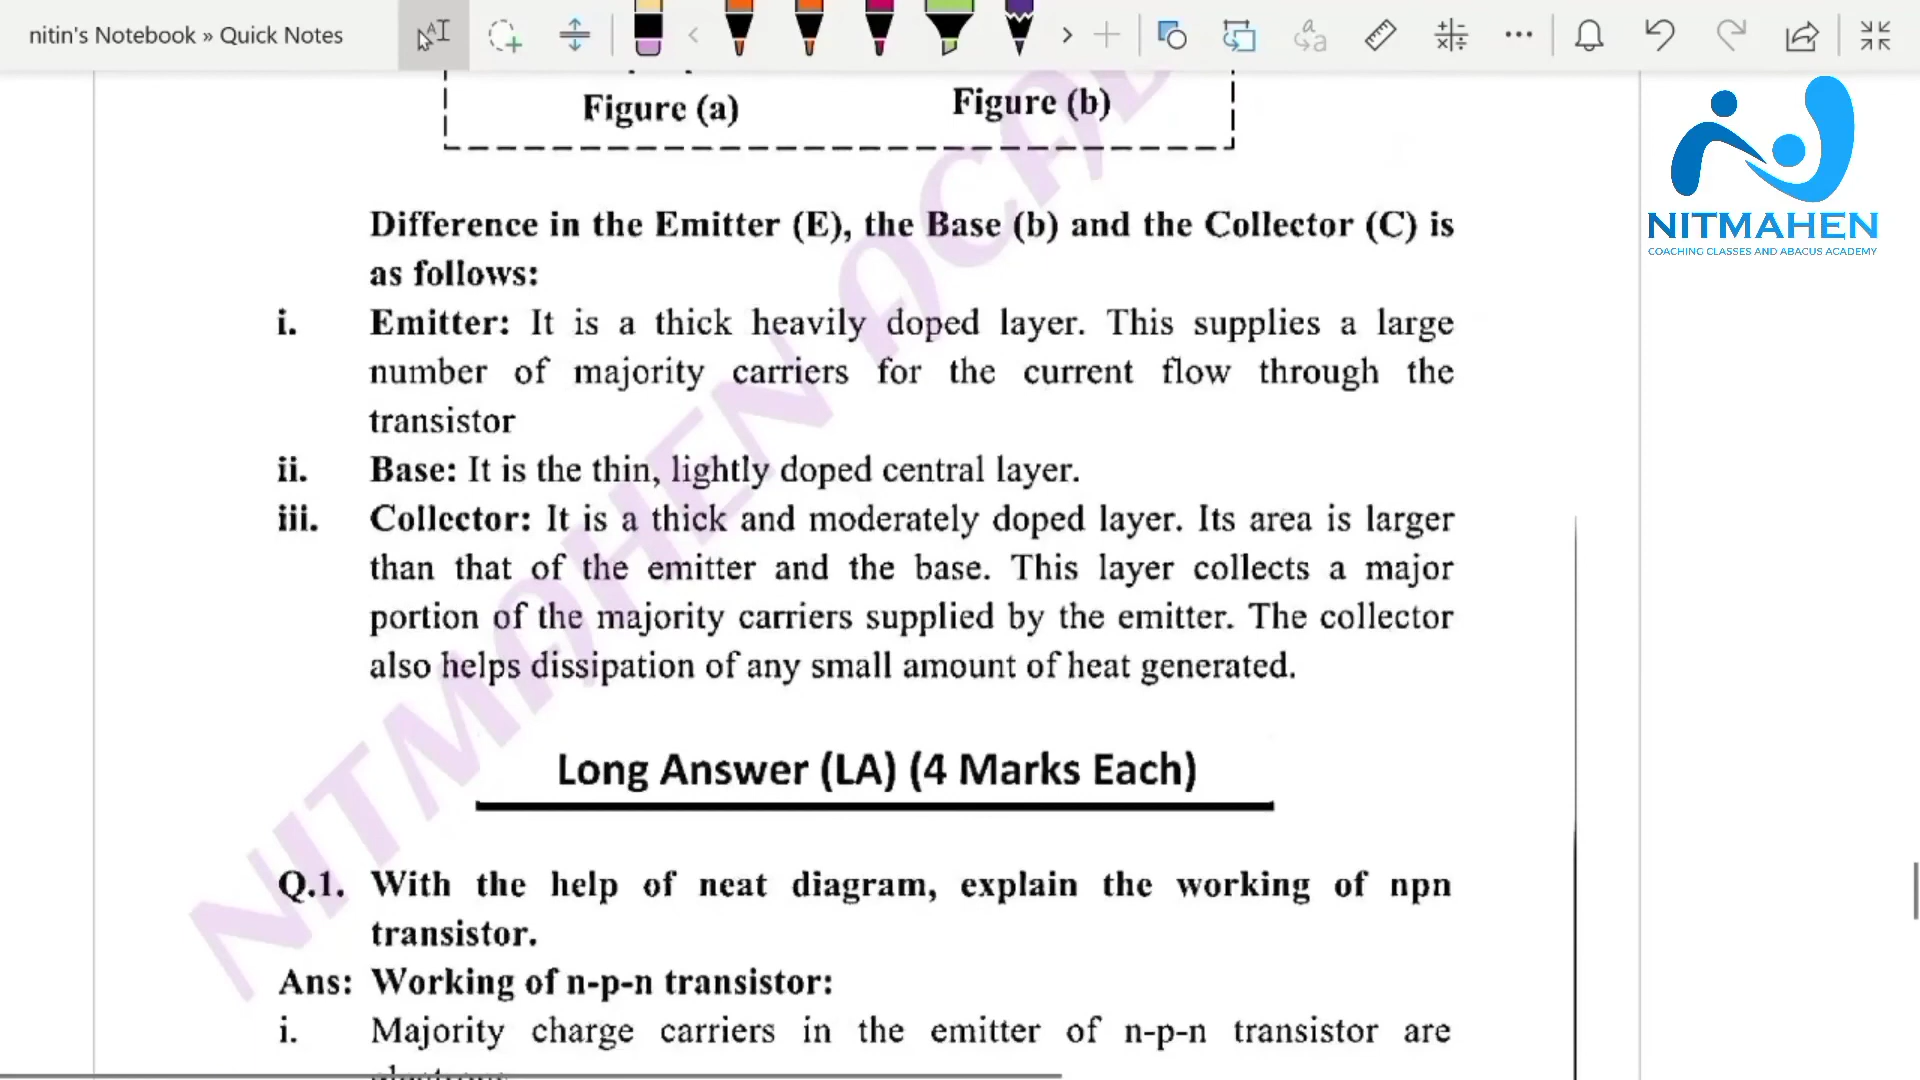 nitin's Notebook » Quick Notes
Figure (a) Figure (b)
NITMAHEN
COACHING CLASSES AND ABACUS ACADEMY
Difference in the Emitter (E), the Base (b) and the Collector (C) is
as follows:
i. Emitter: It is a thick heavily doped layer. This supplies a large
number of majority carriers for the current flow through the
transistor
ii. Base: It is the thin, lightly doped central layer.
iii. Collector: It is a thick and moderately doped layer. Its area is larger
than that of the emitter and the base. This layer collects a major
portion of the majority carriers supplied by the emitter. The collector
also helps dissipation of any small amount of heat generated.
Long Answer (LA) (4 Marks Each)
Q.1. With the help of neat diagram, explain the working of npn
transistor.
Ans: Working of n-p-n transistor:
i. Majority charge carriers in the emitter of n-p-n transistor are
NITMAHEN ACAD